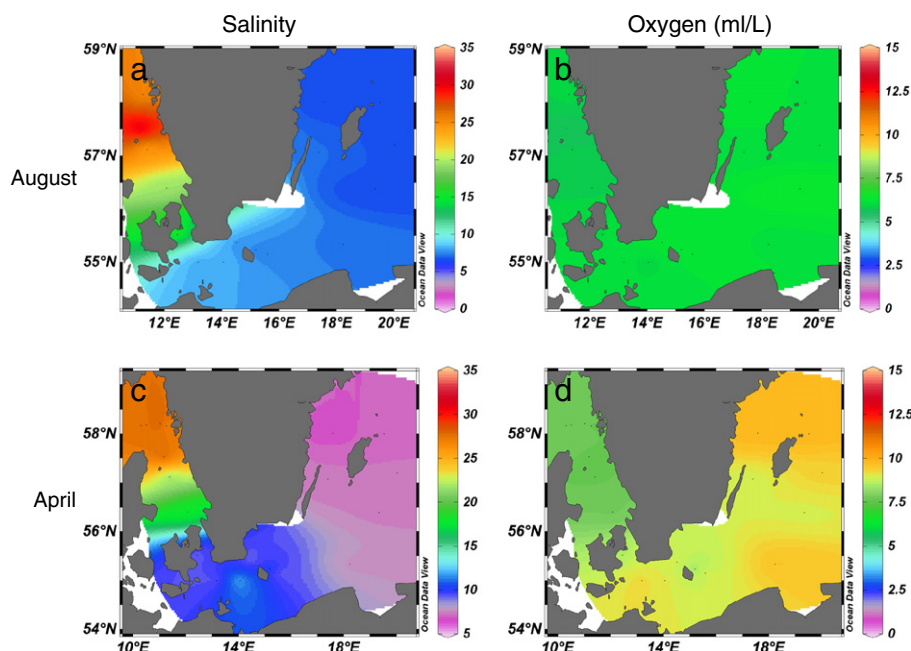 Salinity
Oxygen (ml/L)
August
a
59°N
57°N
55°N
12°E 14°E 16°E 18°E 20°E
35
30
25
20
15
10
5
0
Ocean Data View
b
59°N
57°N
55°N
12°E 14°E 16°E 18°E 20°E
15
12.5
10
7.5
5
2.5
0
Ocean Data View
April
c
58°N
56°N
54°N
10°E 14°E 18°E
35
30
25
20
15
10
5
Ocean Data View
d
58°N
56°N
54°N
10°E 14°E 18°E
15
12.5
10
7.5
5
2.5
0
Ocean Data View